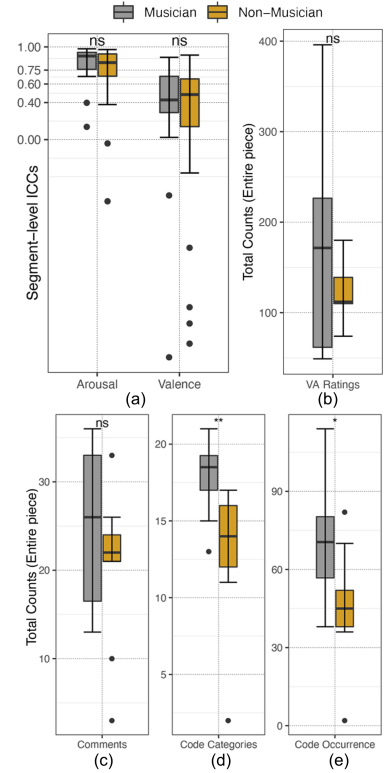 Musician Non−Musician
Segment−level ICCs
1.00
0.75
0.60
0.40
0.00
ns ns
Arousal Valence
(a)
Total Counts (Entire piece)
400
300
200
100
ns
VA Ratings
(b)
Total Counts (Entire piece)
30
20
10
ns
Comments
(c)
20
15
10
5
**
Code Categories
(d)
90
60
30
0
*
Code Occurrence
(e)